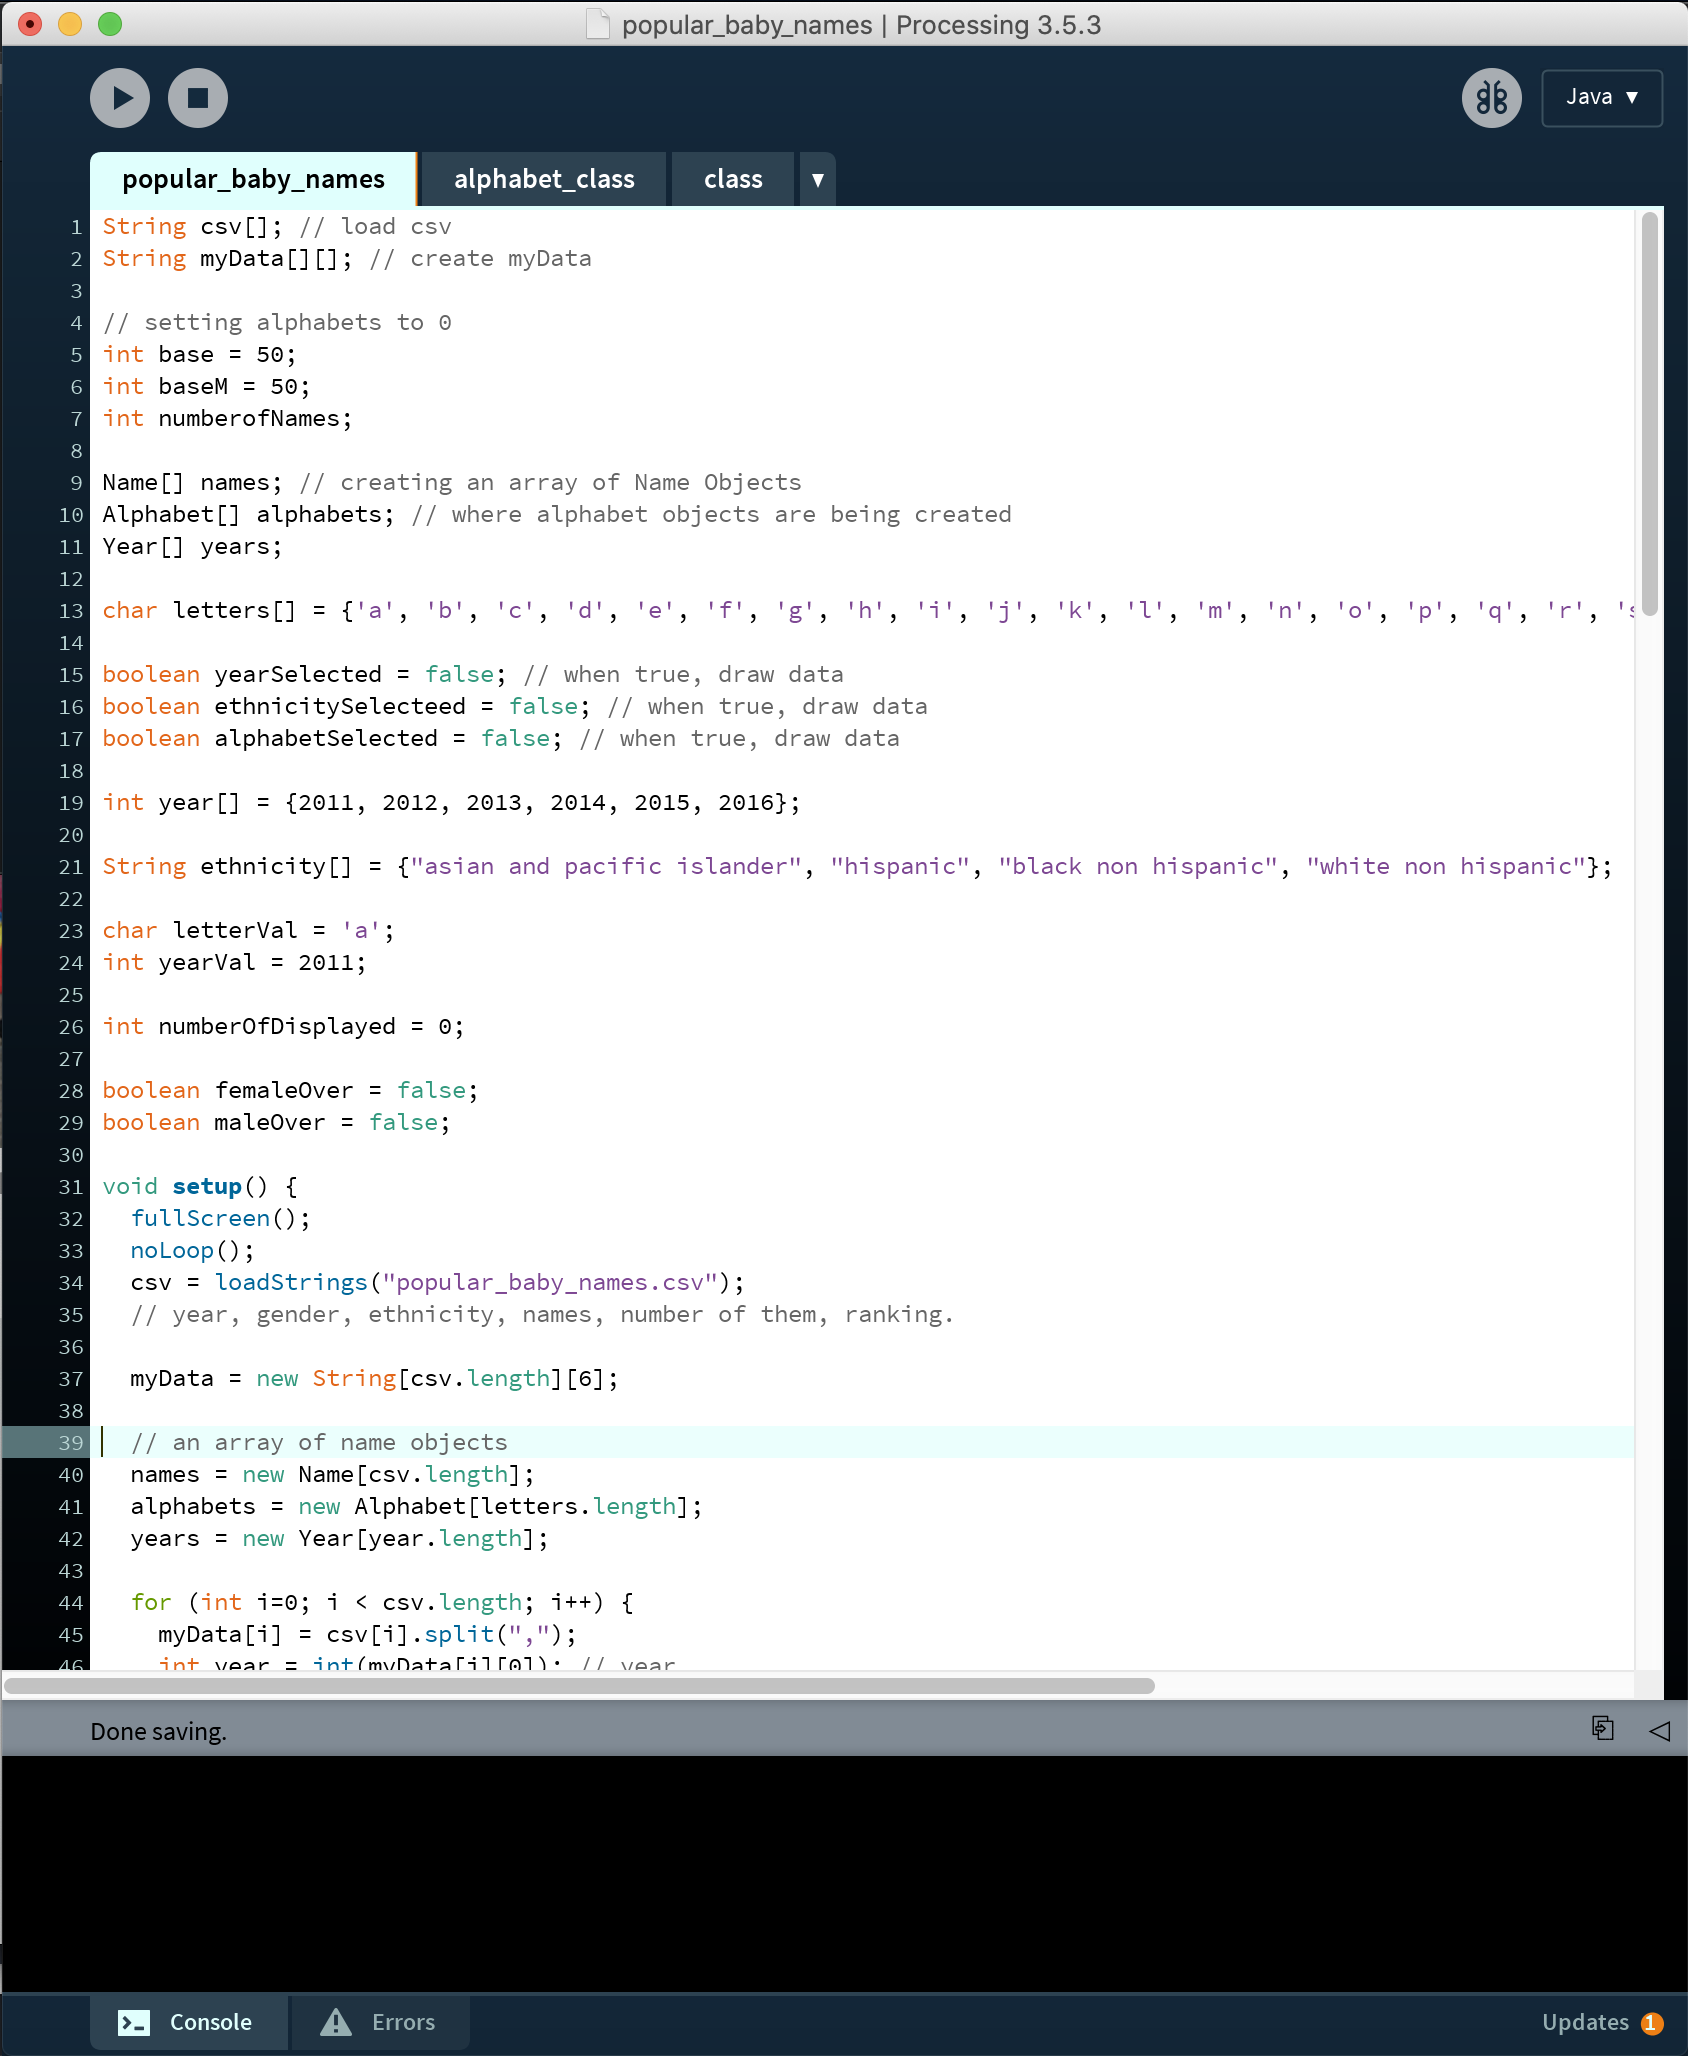 popular_baby_names | Processing 3.5.3
Java ▼
popular_baby_names alphabet_class class ▼
1 String csv[]; // load csv
2 String myData[][]; // create myData
3
4 // setting alphabets to 0
5 int base = 50;
6 int baseM = 50;
7 int numberofNames;
8
9 Name[] names; // creating an array of Name Objects
10 Alphabet[] alphabets; // where alphabet objects are being created
11 Year[] years;
12
13 char letters[] = {'a', 'b', 'c', 'd', 'e', 'f', 'g', 'h', 'i', 'j', 'k', 'l', 'm', 'n', 'o', 'p', 'q', 'r', 's
14
15 boolean yearSelected = false; // when true, draw data
16 boolean ethnicitySelecteed = false; // when true, draw data
17 boolean alphabetSelected = false; // when true, draw data
18
19 int year[] = {2011, 2012, 2013, 2014, 2015, 2016};
20
21 String ethnicity[] = {"asian and pacific islander", "hispanic", "black non hispanic", "white non hispanic"};
22
23 char letterVal = 'a';
24 int yearVal = 2011;
25
26 int numberOfDisplayed = 0;
27
28 boolean femaleOver = false;
29 boolean maleOver = false;
30
31 void setup() {
32 fullScreen();
33 noLoop();
34 csv = loadStrings("popular_baby_names.csv");
35 // year, gender, ethnicity, names, number of them, ranking.
36
37 myData = new String[csv.length][6];
38
39 // an array of name objects
40 names = new Name[csv.length];
41 alphabets = new Alphabet[letters.length];
42 years = new Year[year.length];
43
44 for (int i=0; i < csv.length; i++) {
45 myData[i] = csv[i].split(",");
46 int year = int(myData[i][0]); // year
Done saving.
Console Errors Updates 1